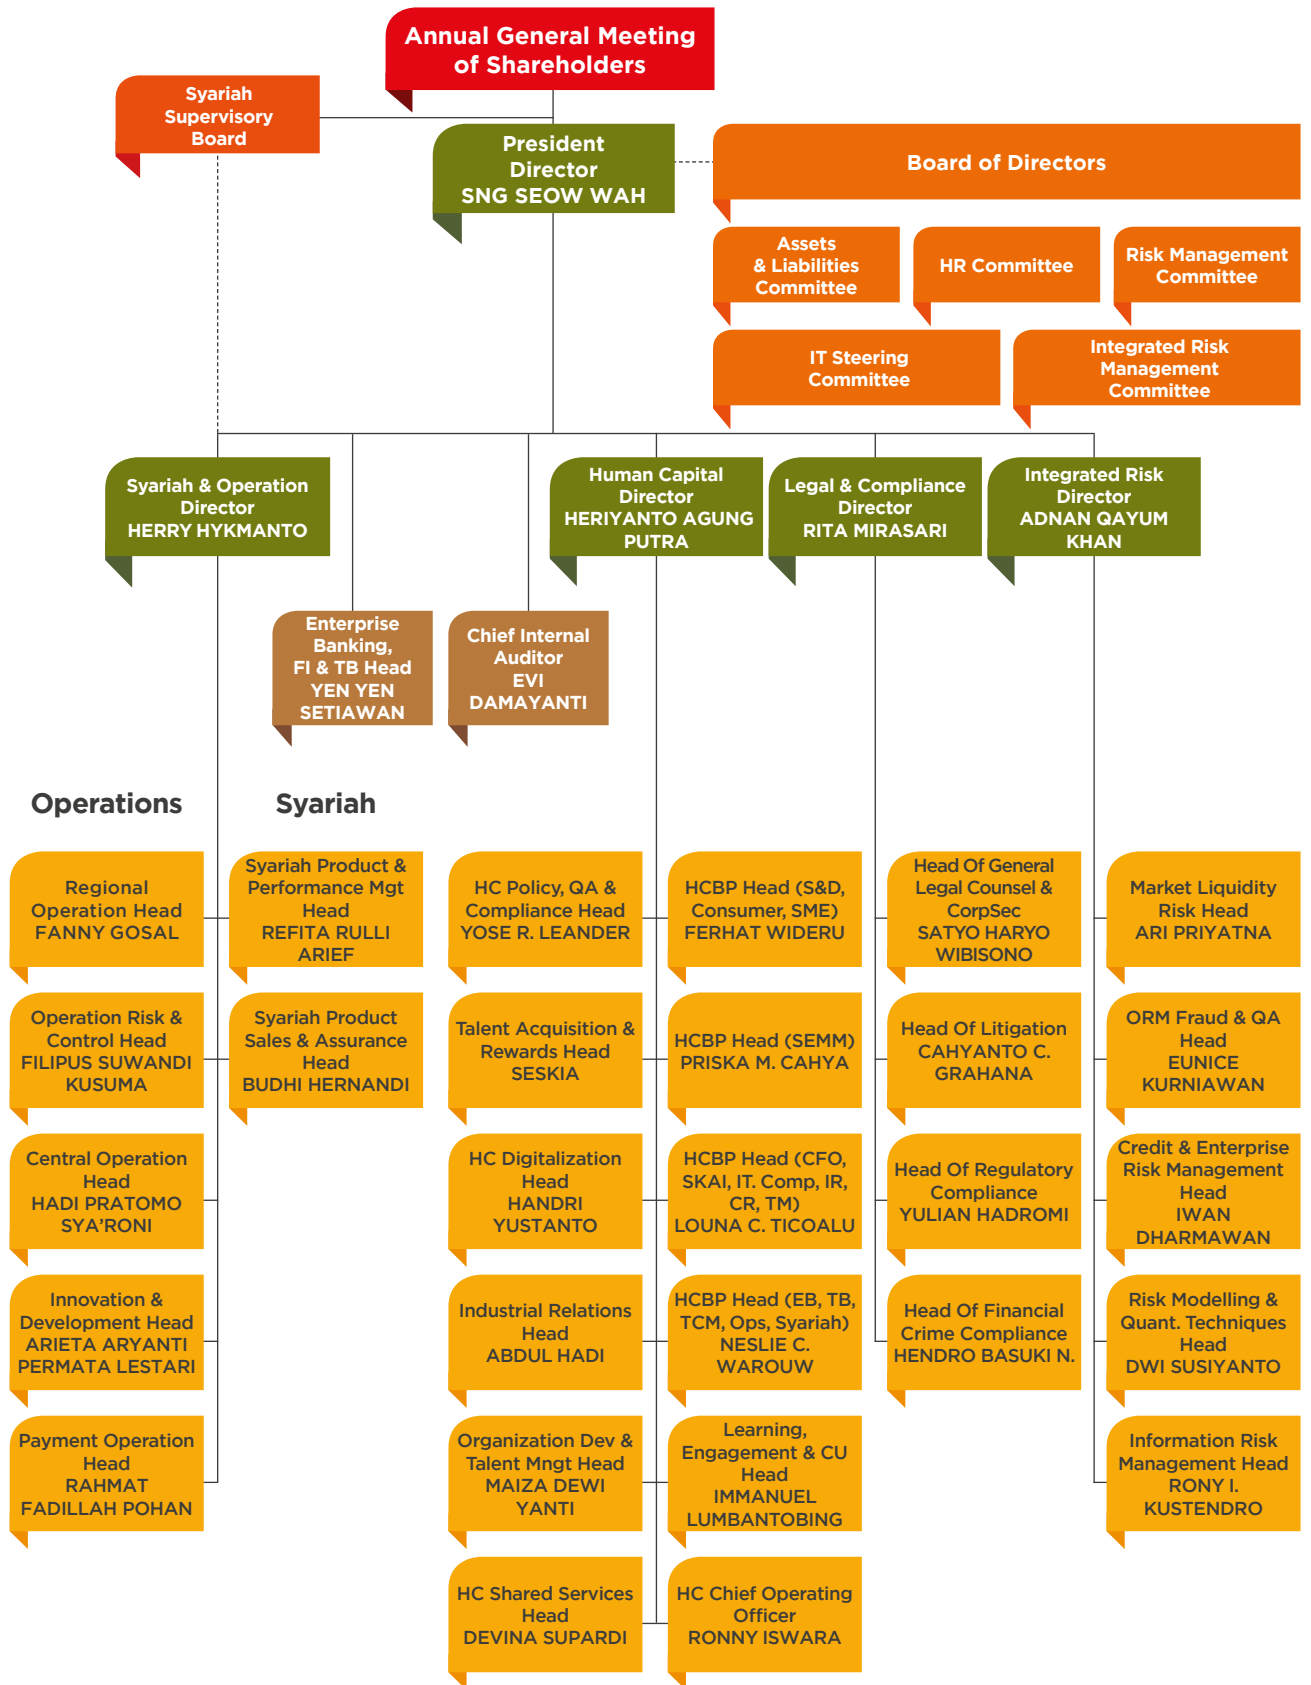 Annual General Meeting
of Shareholders
Syariah
Supervisory
Board
President
Director
SNG SEOW WAH
Board of Directors
Assets
& Liabilities
Committee
HR Committee
Risk Management
Committee
IT Steering
Committee
Integrated Risk
Management
Committee
Syariah & Operation
Director
HERRY HYKMANTO
Human Capital
Director
HERIYANTO AGUNG
PUTRA
Legal & Compliance
Director
RITA MIRASARI
Integrated Risk
Director
ADNAN QAYUM
KHAN
Enterprise
Banking,
FI & TB Head
YEN YEN
SETIAWAN
Chief Internal
Auditor
EVI
DAMAYANTI
Operations
Syariah
Regional
Operation Head
FANNY GOSAL
Syariah Product &
Performance Mgt
Head
REFITA RULLI
ARIEF
HC Policy, QA &
Compliance Head
YOSE R. LEANDER
HCBP Head (S&D,
Consumer, SME)
FERHAT WIDERU
Head Of General
Legal Counsel &
CorpSec
SATYO HARYO
WIBISONO
Market Liquidity
Risk Head
ARI PRIYATNA
Operation Risk &
Control Head
FILIPUS SUWANDI
KUSUMA
Syariah Product
Sales & Assurance
Head
BUDHI HERNANDI
Talent Acquisition &
Rewards Head
SESKIA
HCBP Head (SEMM)
PRISKA M. CAHYA
Head Of Litigation
CAHYANTO C.
GRAHANA
ORM Fraud & QA
Head
EUNICE
KURNIAWAN
Central Operation
Head
HADI PRATOMO
SYA’RONI
HC Digitalization
Head
HANDRI
YUSTANTO
HCBP Head (CFO,
SKAI, IT. Comp, IR,
CR, TM)
LOUNA C. TICOALU
Head Of Regulatory
Compliance
YULIAN HADROMI
Credit & Enterprise
Risk Management
Head
IWAN
DHARMAWAN
Innovation &
Development Head
ARIETA ARYANTI
PERMATA LESTARI
Industrial Relations
Head
ABDUL HADI
HCBP Head (EB, TB,
TCM, Ops, Syariah)
NESLIE C.
WAROUW
Head Of Financial
Crime Compliance
HENDRO BASUKI N.
Risk Modelling &
Quant. Techniques
Head
DWI SUSIYANTO
Payment Operation
Head
RAHMAT
FADILLAH POHAN
Organization Dev &
Talent Mngt Head
MAIZA DEWI
YANTI
Learning,
Engagement & CU
Head
IMMANUEL
LUMBANTOBING
Information Risk
Management Head
RONY I.
KUSTENDRO
HC Shared Services
Head
DEVINA SUPARDI
HC Chief Operating
Officer
RONNY ISWARA